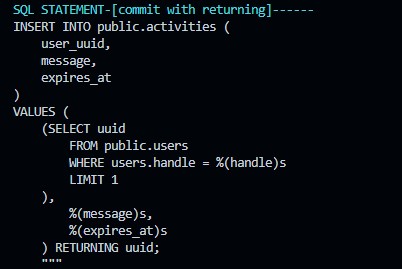 SQL STATEMENT-[commit with returning]------
INSERT INTO public.activities (
    user_uuid,
    message,
    expires_at
)
VALUES (
    (SELECT uuid
        FROM public.users
        WHERE users.handle = %(handle)s
        LIMIT 1
    ),
        %(message)s,
        %(expires_at)s
    ) RETURNING uuid;
    """